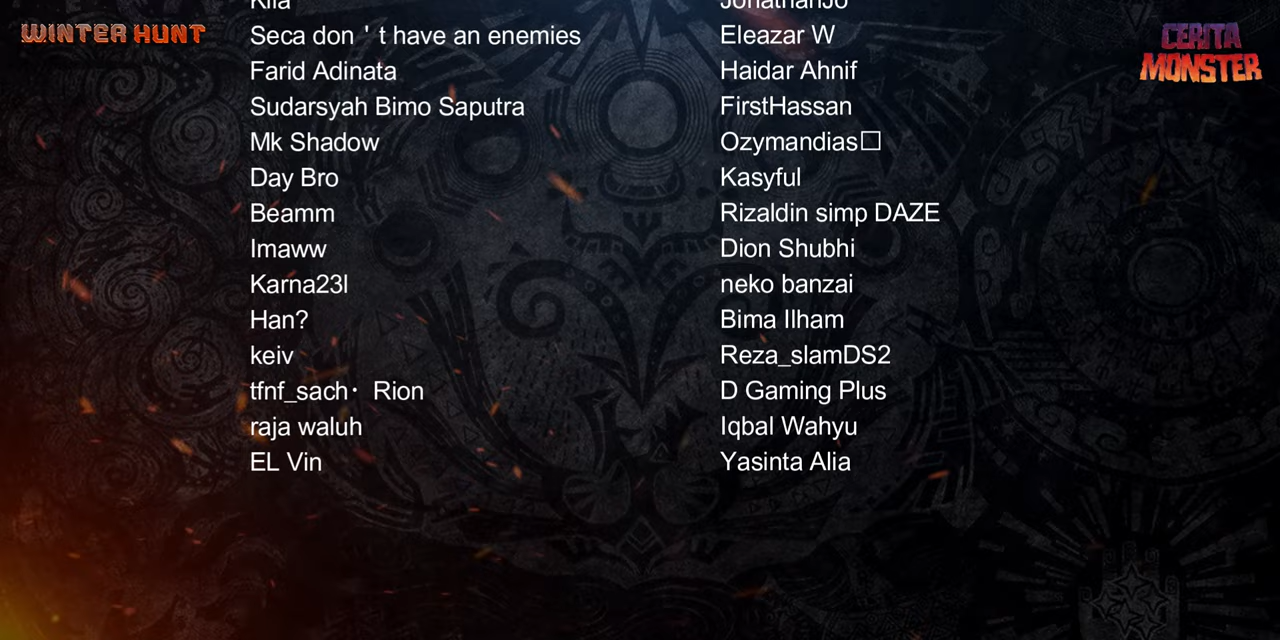 WINTER HUNT
CERITA
MONSTER
Seca don ' t have an enemies
Farid Adinata
Sudarsyah Bimo Saputra
Mk Shadow
Day Bro
Beamm
Imaww
Karna23l
Han?
keiv
tfnf_sach· Rion
raja waluh
EL Vin
JonathanJo
Eleazar W
Haidar Ahnif
FirstHassan
Ozymandias□
Kasyful
Rizaldin simp DAZE
Dion Shubhi
neko banzai
Bima Ilham
Reza_slamDS2
D Gaming Plus
Iqbal Wahyu
Yasinta Alia